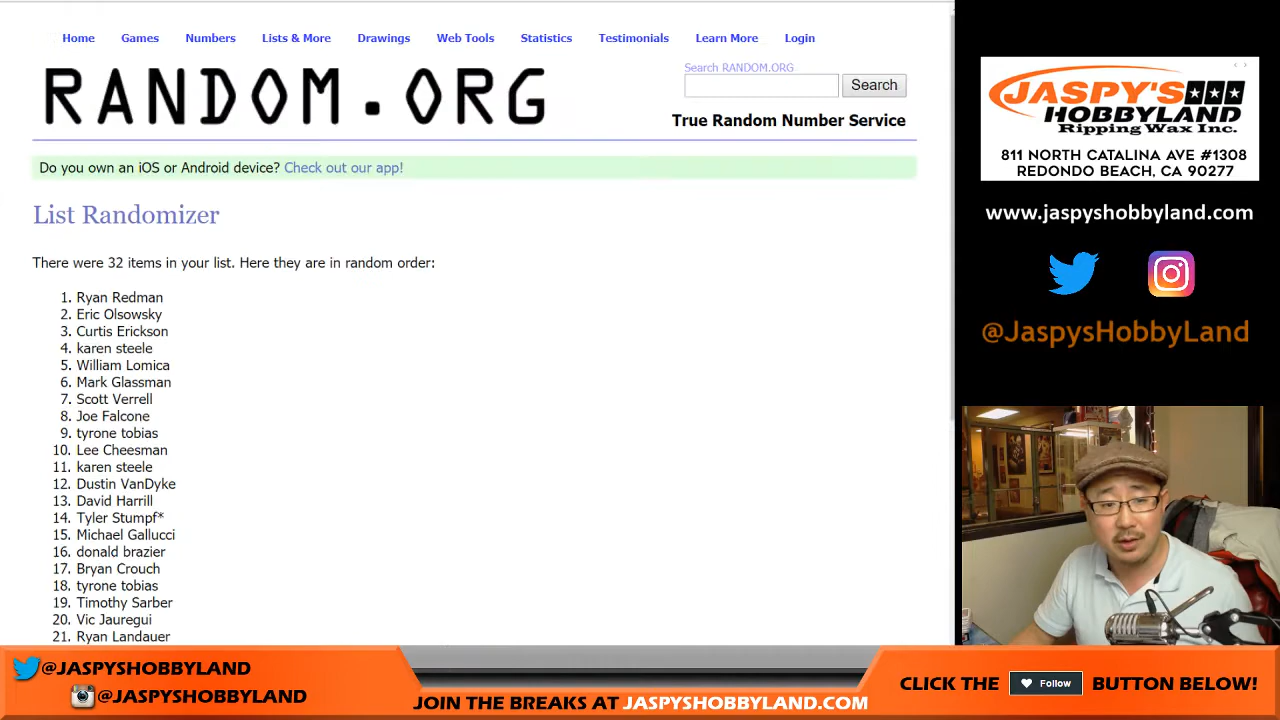 Home Games Numbers Lists & More Drawings Web Tools Statistics Testimonials Learn More Login
RANDOM.ORG
Search RANDOM.ORG
Search
True Random Number Service
Do you own an iOS or Android device? Check out our app!
List Randomizer
There were 32 items in your list. Here they are in random order:
1. Ryan Redman
2. Eric Olsowsky
3. Curtis Erickson
4. karen steele
5. William Lomica
6. Mark Glassman
7. Scott Verrell
8. Joe Falcone
9. tyrone tobias
10. Lee Cheesman
11. karen steele
12. Dustin VanDyke
13. David Harrill
14. Tyler Stumpf*
15. Michael Gallucci
16. donald brazier
17. Bryan Crouch
18. tyrone tobias
19. Timothy Sarber
20. Vic Jauregui
21. Ryan Landauer
JASPY'S
HOBBYLAND
Ripping Wax Inc.
811 NORTH CATALINA AVE #1308
REDONDO BEACH, CA 90277
www.jaspyshobbyland.com
@JaspysHobbyLand
@JASPYSHOBBYLAND
@JASPYSHOBBYLAND
JOIN THE BREAKS AT JASPYSHOBBYLAND.COM
CLICK THE Follow BUTTON BELOW!